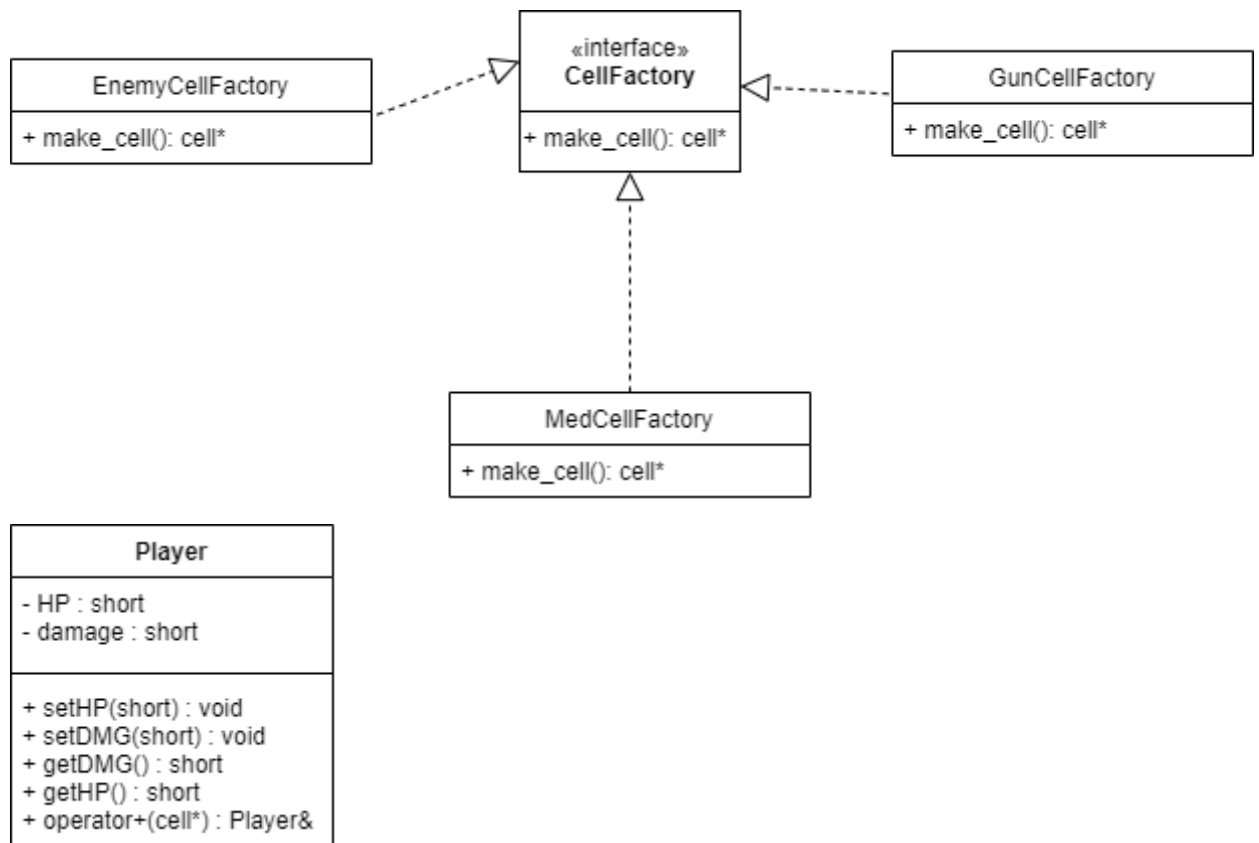 EnemyCellFactory
+ make_cell(): cell*
«interface»
CellFactory
+ make_cell(): cell*
GunCellFactory
+ make_cell(): cell*
MedCellFactory
+ make_cell(): cell*
Player
- HP : short
- damage : short
+ setHP(short) : void
+ setDMG(short) : void
+ getDMG() : short
+ getHP() : short
+ operator+(cell*) : Player&